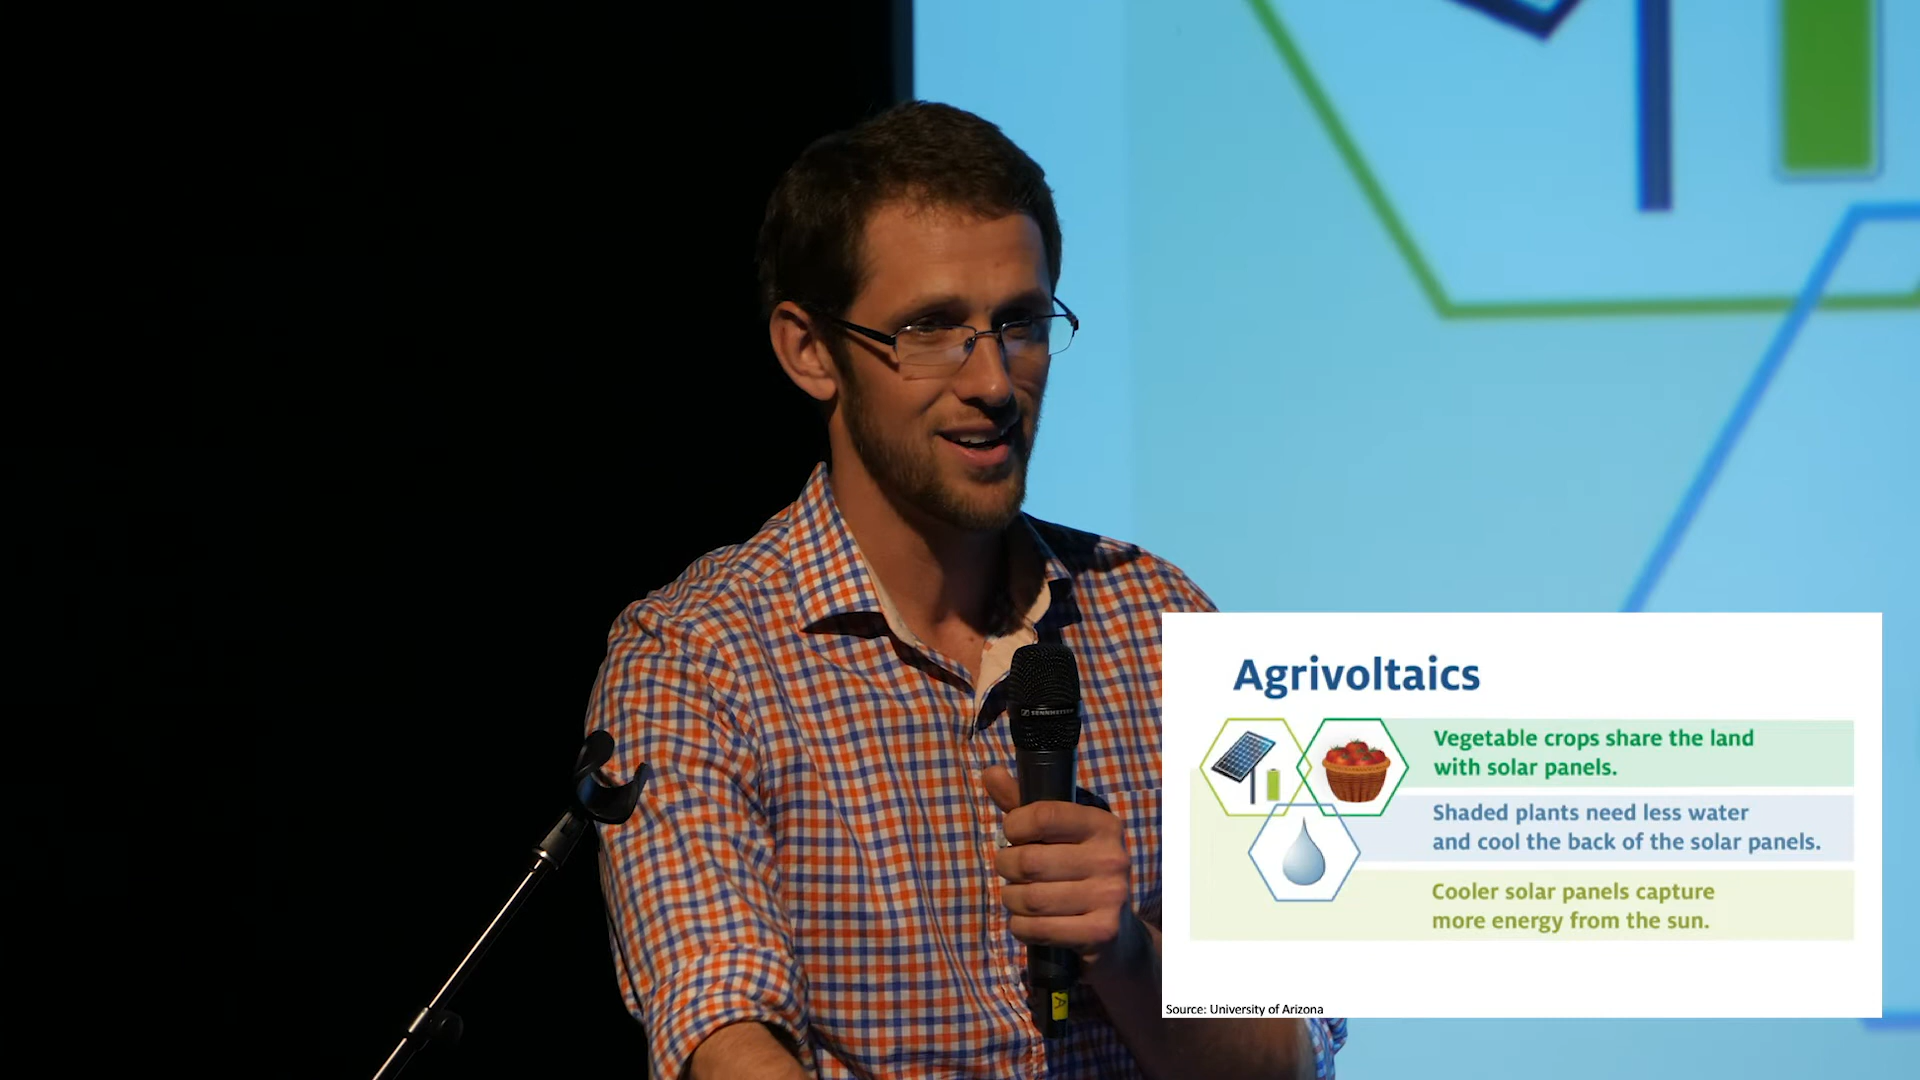 Agrivoltaics
Vegetable crops share the land
with solar panels.
Shaded plants need less water
and cool the back of the solar panels.
Cooler solar panels capture
more energy from the sun.
Source: University of Arizona
SENNHEISER
A